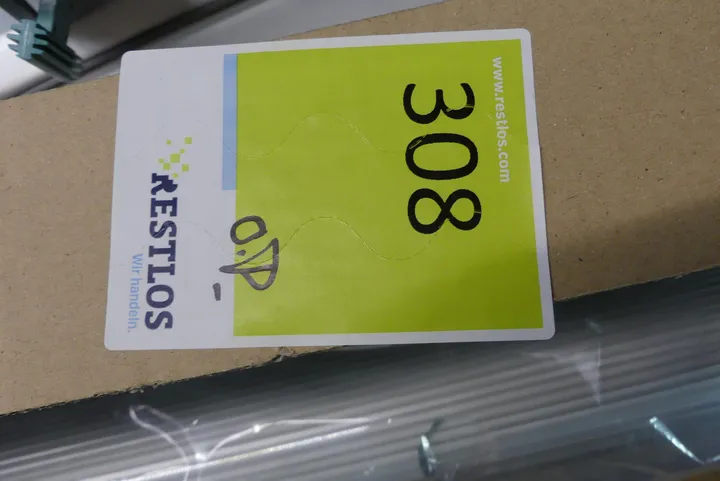 www.restlos.com
308
O.P.
RESTLOS
Wir handeln.